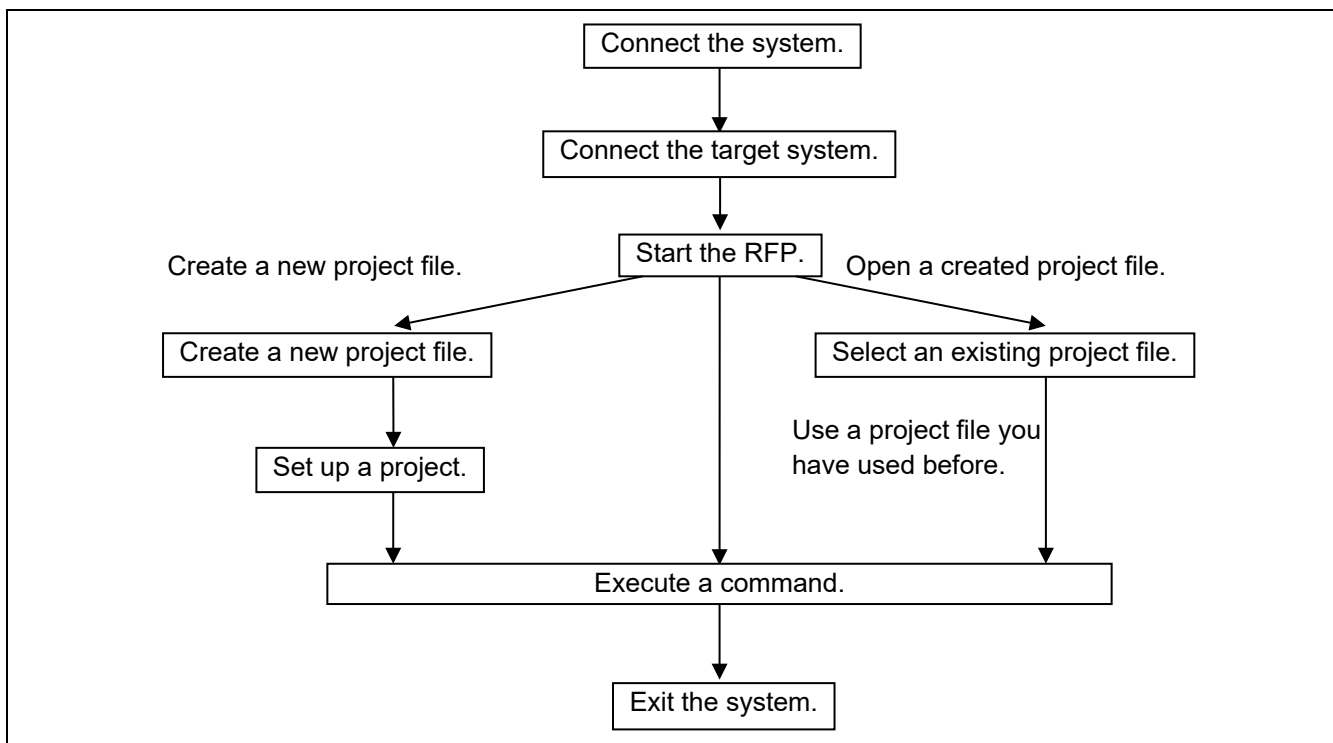 Connect the system.
Connect the target system.
Start the RFP.
Create a new project file.
Open a created project file.
Create a new project file.
Select an existing project file.
Use a project file you
have used before.
Set up a project.
Execute a command.
Exit the system.